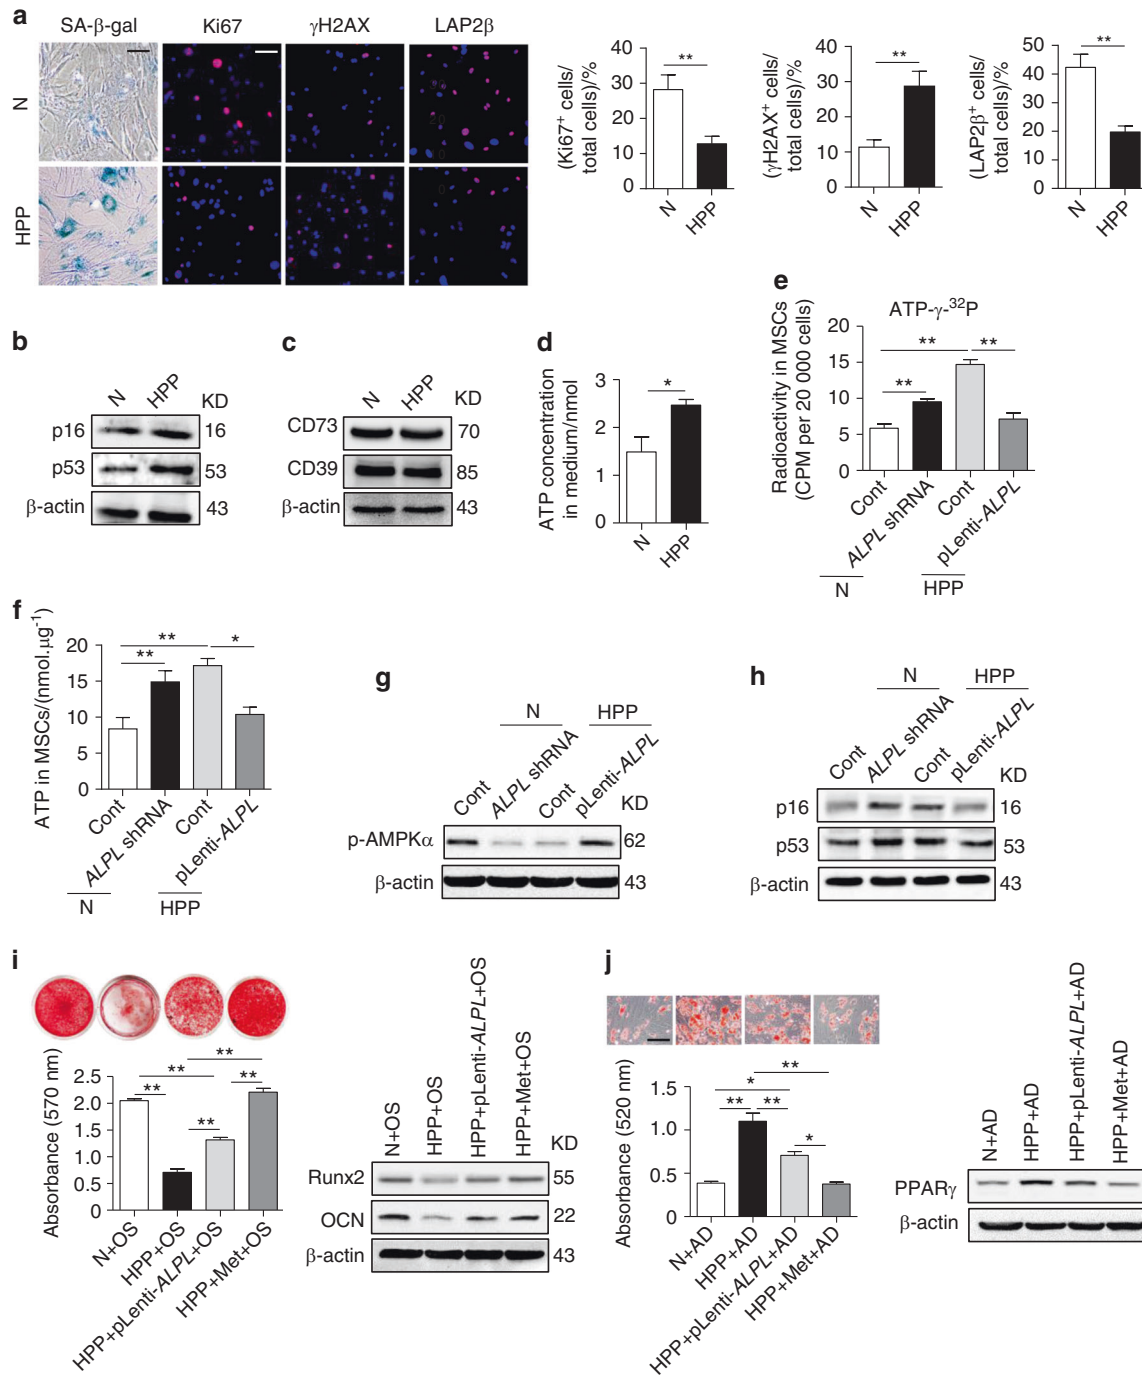 a
SA-β-gal Ki67 γH2AX LAP2β
N
HPP
(Ki67⁺ cells/
total cells)/%
40
30
20
10
0
**
N HPP
(γH2AX⁺ cells/
total cells)/%
40
30
20
10
0
**
N HPP
(LAP2β⁺ cells/
total cells)/%
50
40
30
20
10
0
**
N HPP
b
N HPP KD
p16 16
p53 53
β-actin 43
c
N HPP KD
CD73 70
CD39 85
β-actin 43
d
ATP concentration
in medium/nmol
3
2
1
0
*
N HPP
e
ATP-γ-³²P
Radioactivity in MSCs
(CPM per 20 000 cells)
20
15
10
5
0
** **
**
Cont ALPL shRNA Cont pLenti-ALPL
N HPP
f
ATP in MSCs/(nmol.μg⁻¹)
20
15
10
5
0
** *
**
Cont ALPL shRNA Cont pLenti-ALPL
N HPP
g
N HPP
Cont ALPL shRNA Cont pLenti-ALPL KD
p-AMPKα 62
β-actin 43
h
N HPP
Cont ALPL shRNA Cont pLenti-ALPL KD
p16 16
p53 53
β-actin 43
i
Absorbance (570 nm)
2.5
2.0
1.5
1.0
0.5
0
**
**
** **
**
N+OS HPP+OS HPP+pLenti-ALPL+OS HPP+Met+OS
N+OS HPP+OS HPP+pLenti-ALPL+OS HPP+Met+OS KD
Runx2 55
OCN 22
β-actin 43
j
Absorbance (520 nm)
1.5
1.0
0.5
0
**
*
** **
*
N+AD HPP+AD HPP+pLenti-ALPL+AD HPP+Met+AD
N+AD HPP+AD HPP+pLenti-ALPL+AD HPP+Met+AD
PPARγ
β-actin